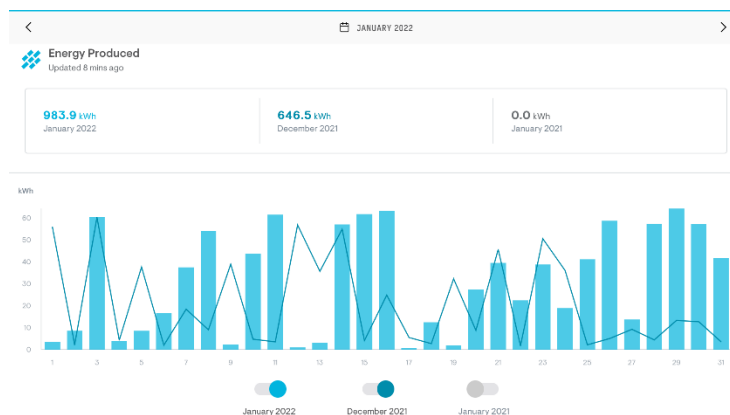 JANUARY 2022
Energy Produced
Updated 8 mins ago
983.9 kWh
January 2022
646.5 kWh
December 2021
0.0 kWh
January 2021
kWh
60
50
40
30
20
10
0
1 3 5 7 9 11 13 15 17 19 21 23 25 27 29 31
January 2022 December 2021 January 2021